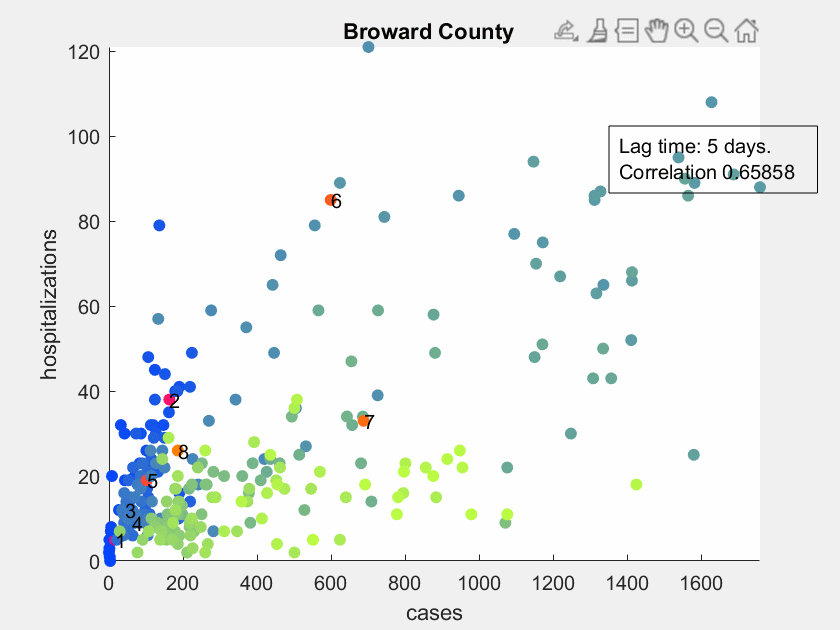 Broward County
120
100
80
60
40
20
0
hospitalizations
Lag time: 5 days.
Correlation 0.65858
6
2
7
8
5
3
4
1
0 200 400 600 800 1000 1200 1400 1600
cases